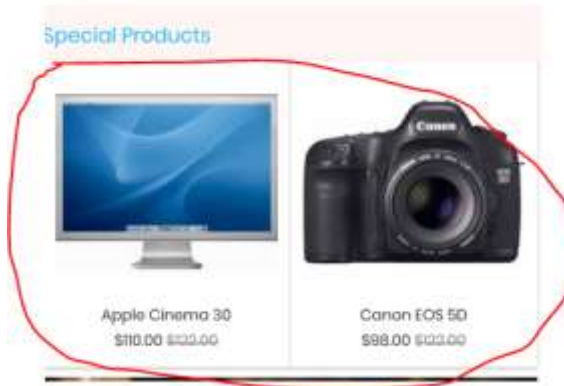 Special Products
Canon
Apple Cinema 30
Canon EOS 5D
$110.00 $122.00
$98.00 $122.00